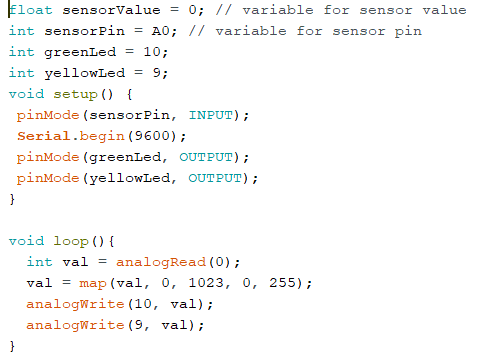 float sensorValue = 0; // variable for sensor value
int sensorPin = A0; // variable for sensor pin
int greenLed = 10;
int yellowLed = 9;
void setup() {
 pinMode(sensorPin, INPUT);
 Serial.begin(9600);
 pinMode(greenLed, OUTPUT);
 pinMode(yellowLed, OUTPUT);
}

void loop(){
  int val = analogRead(0);
  val = map(val, 0, 1023, 0, 255);
  analogWrite(10, val);
  analogWrite(9, val);
}